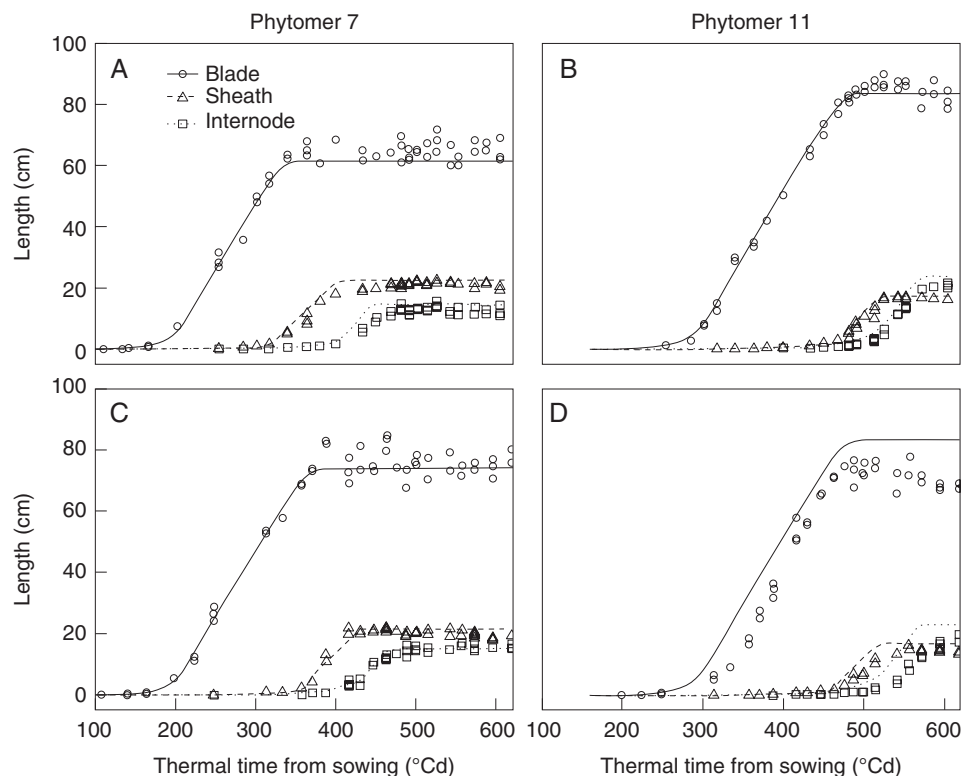 Phytomer 7 Phytomer 11
100
80
60
40
20
0
Length (cm)
A
Blade
Sheath
Internode
B
100
80
60
40
20
0
Length (cm)
C
D
100 200 300 400 500 600 100 200 300 400 500 600
Thermal time from sowing (°Cd) Thermal time from sowing (°Cd)